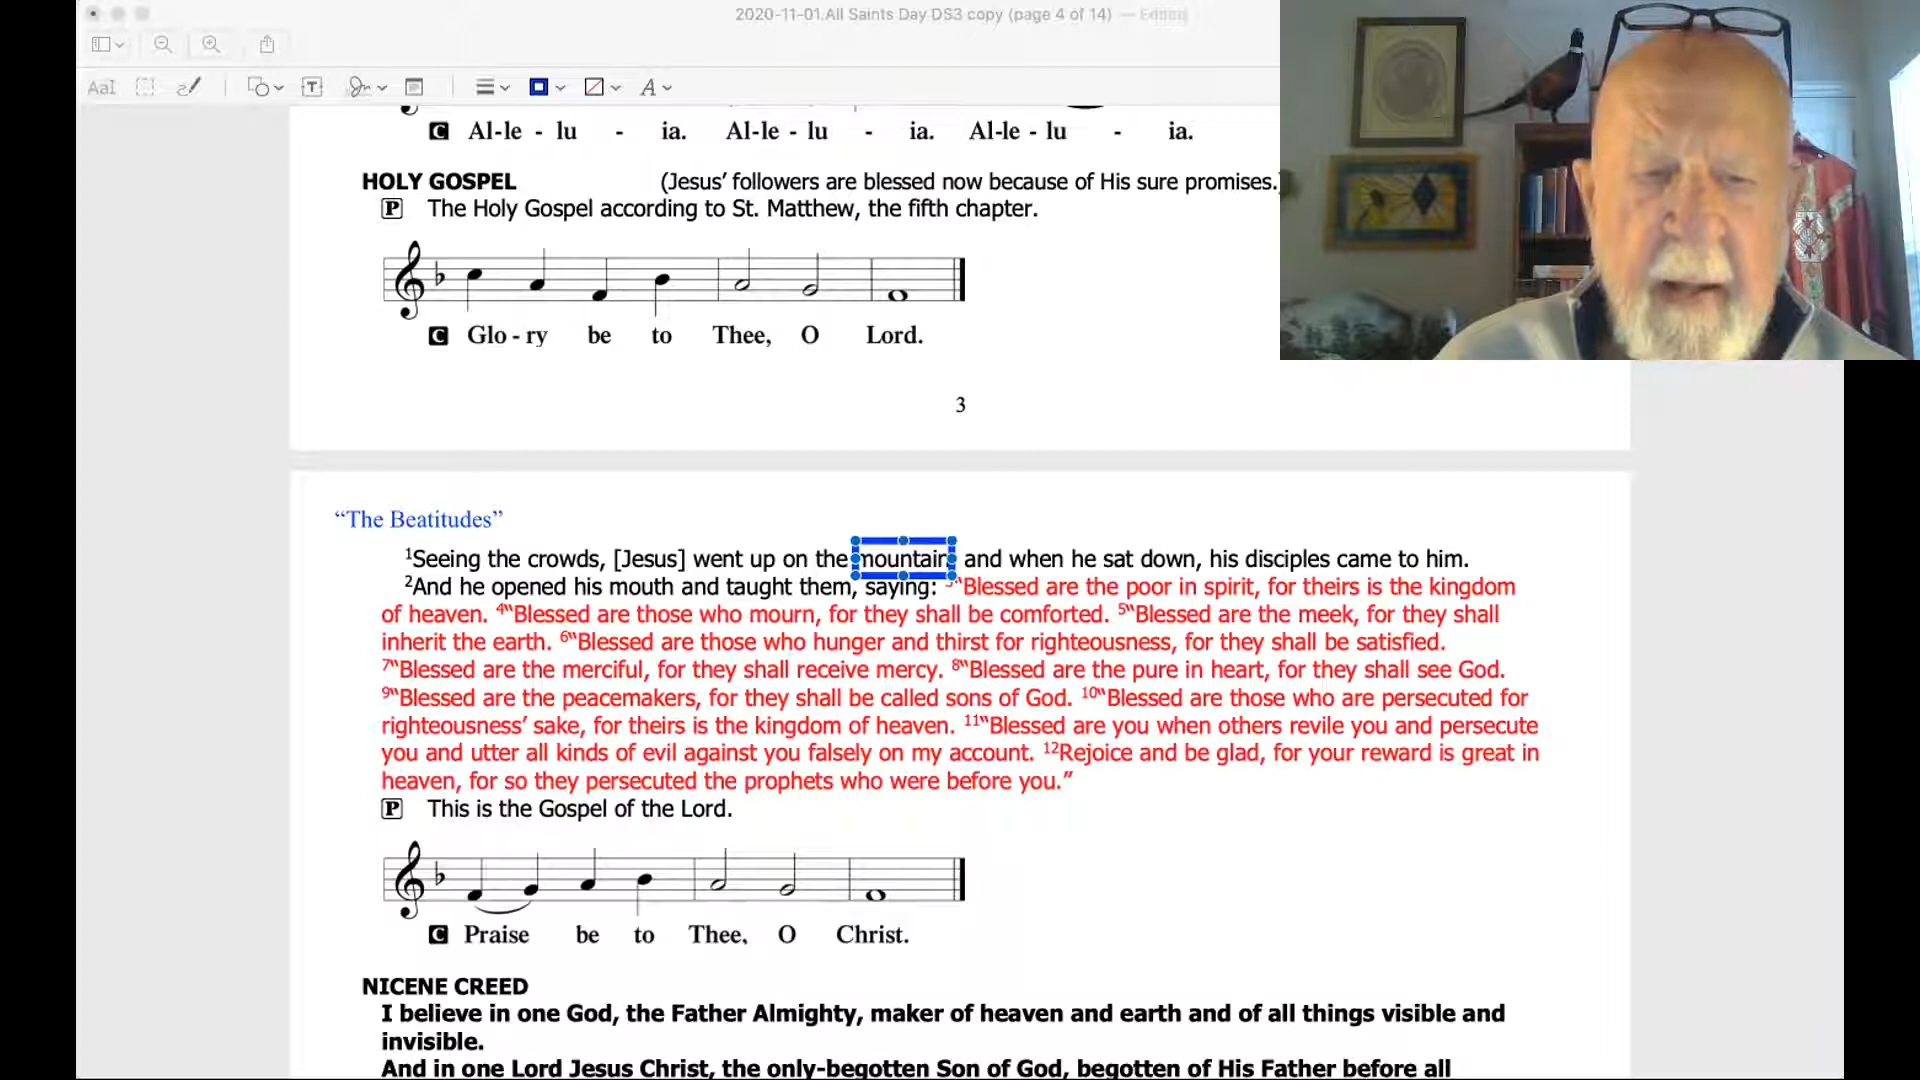 2020-11-01.All Saints Day DS3 copy (page 4 of 14) — Edited
AaI T A
C Al-le - lu - ia. Al-le - lu - ia. Al-le - lu - ia.
HOLY GOSPEL (Jesus’ followers are blessed now because of His sure promises.)
P The Holy Gospel according to St. Matthew, the fifth chapter.
C Glo - ry be to Thee, O Lord.
3
“The Beatitudes”
¹Seeing the crowds, [Jesus] went up on the mountain, and when he sat down, his disciples came to him.
²And he opened his mouth and taught them, saying: ³“Blessed are the poor in spirit, for theirs is the kingdom
of heaven. ⁴“Blessed are those who mourn, for they shall be comforted. ⁵“Blessed are the meek, for they shall
inherit the earth. ⁶“Blessed are those who hunger and thirst for righteousness, for they shall be satisfied.
⁷“Blessed are the merciful, for they shall receive mercy. ⁸“Blessed are the pure in heart, for they shall see God.
⁹“Blessed are the peacemakers, for they shall be called sons of God. ¹⁰“Blessed are those who are persecuted for
righteousness’ sake, for theirs is the kingdom of heaven. ¹¹“Blessed are you when others revile you and persecute
you and utter all kinds of evil against you falsely on my account. ¹²Rejoice and be glad, for your reward is great in
heaven, for so they persecuted the prophets who were before you.”
P This is the Gospel of the Lord.
C Praise be to Thee, O Christ.
NICENE CREED
I believe in one God, the Father Almighty, maker of heaven and earth and of all things visible and
invisible.
And in one Lord Jesus Christ, the only-begotten Son of God, begotten of His Father before all